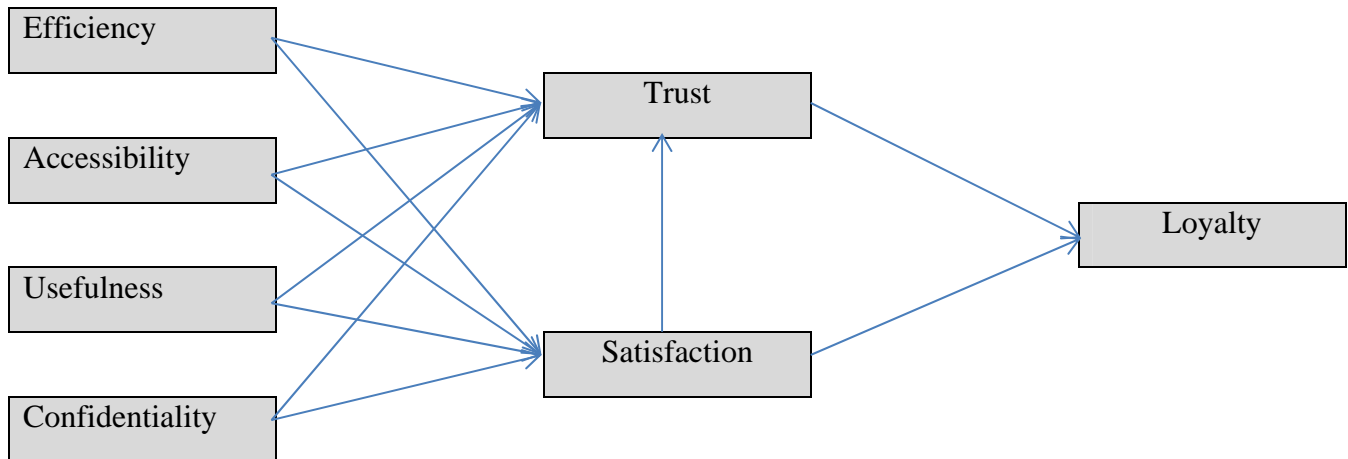 Efficiency
Trust
Accessibility
Loyalty
Usefulness
Satisfaction
Confidentiality